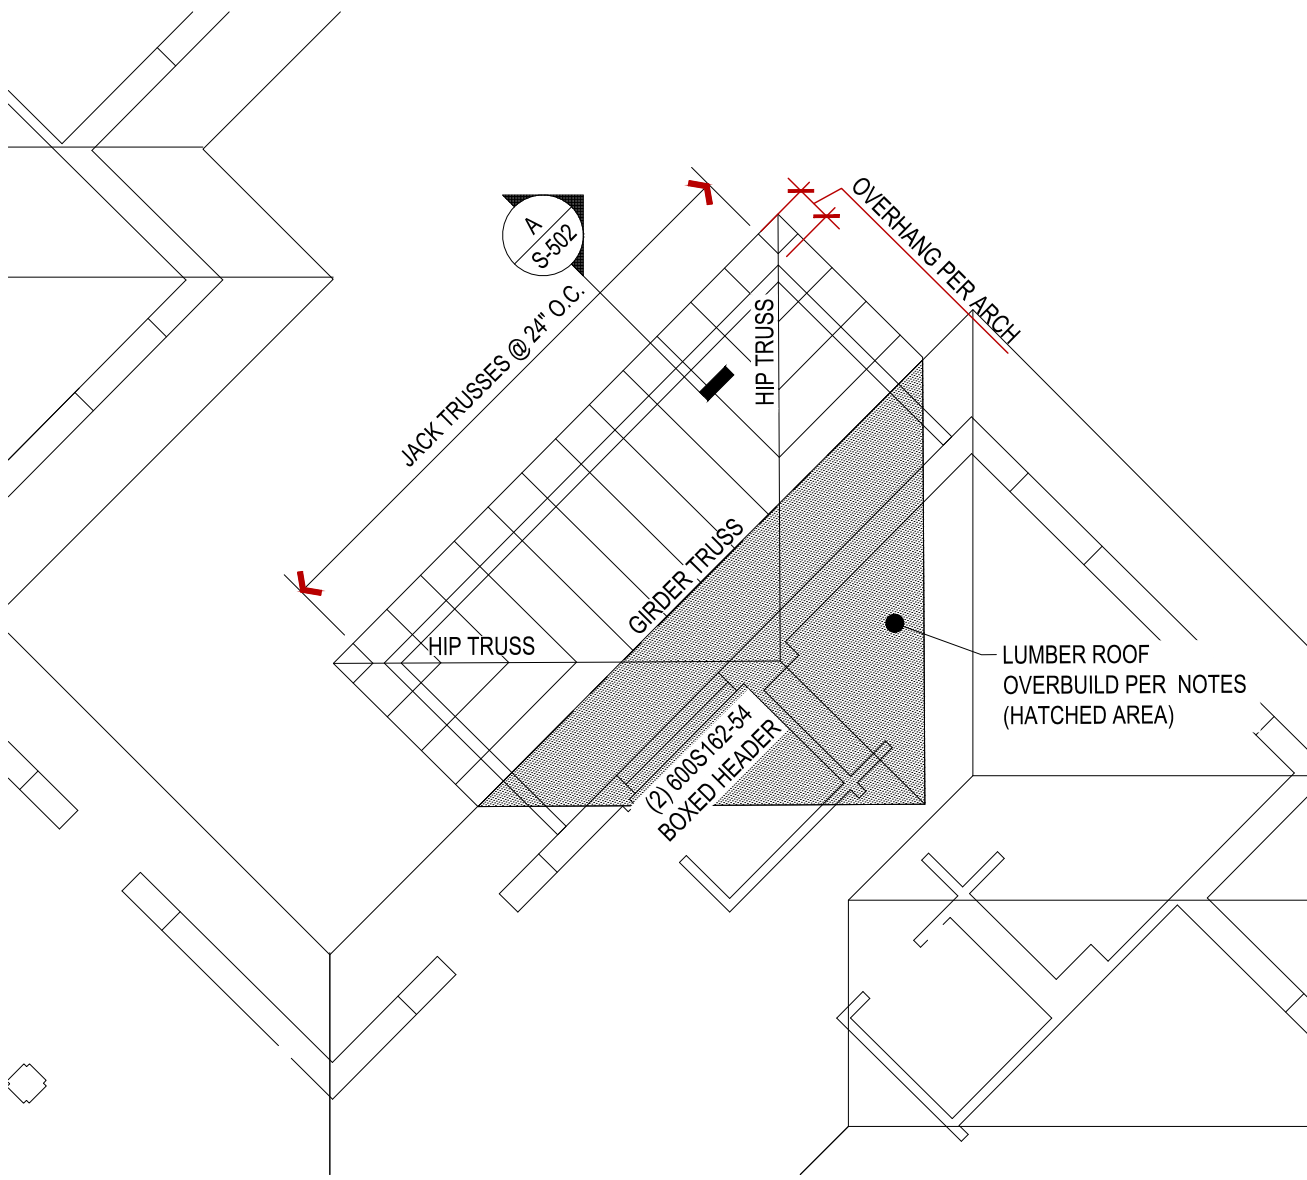 A
S-502
JACK TRUSSES @ 24" O.C.
OVERHANG PER ARCH
HIP TRUSS
GIRDER TRUSS
HIP TRUSS
LUMBER ROOF
OVERBUILD PER NOTES
(HATCHED AREA)
(2) 600S162-54
BOXED HEADER